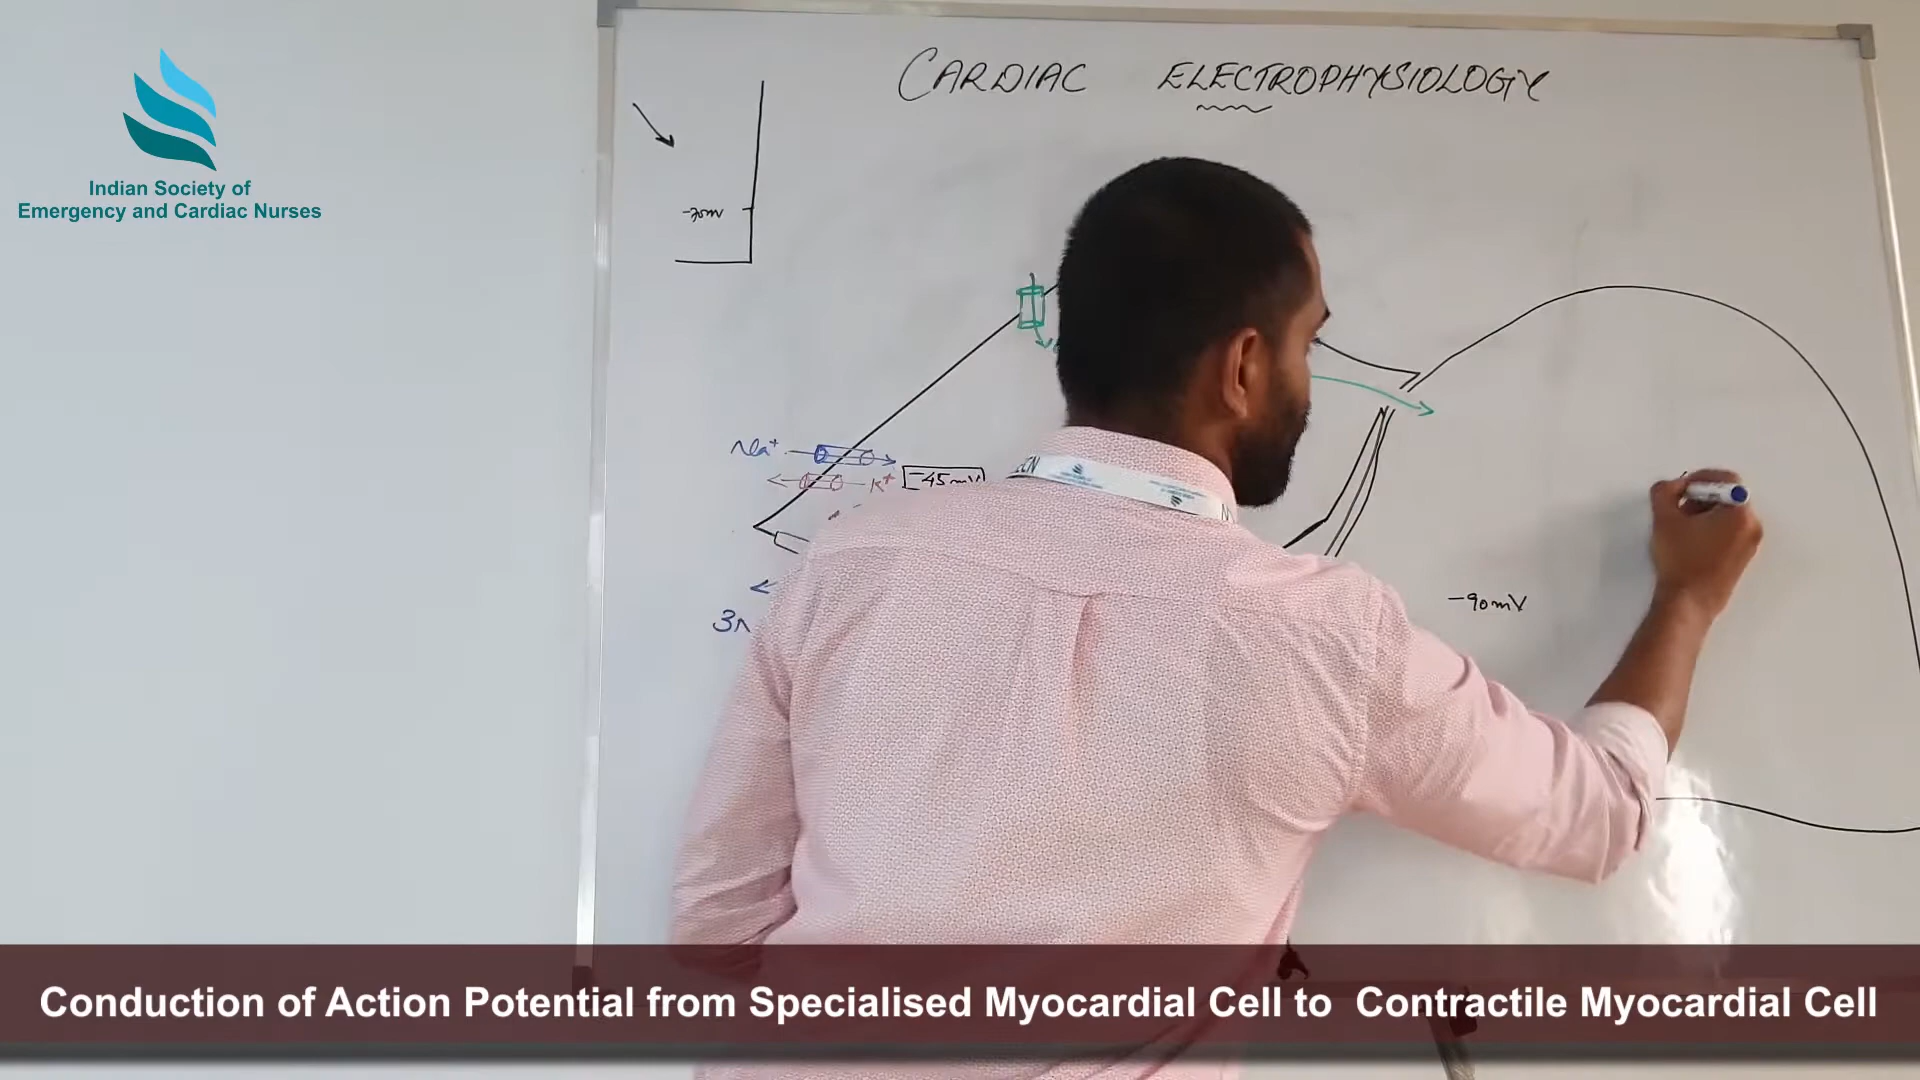 Indian Society of
Emergency and Cardiac Nurses
CARDIAC ELECTROPHYSIOLOGY
Na+
K+
-45mV
-90mV
Conduction of Action Potential from Specialised Myocardial Cell to Contractile Myocardial Cell